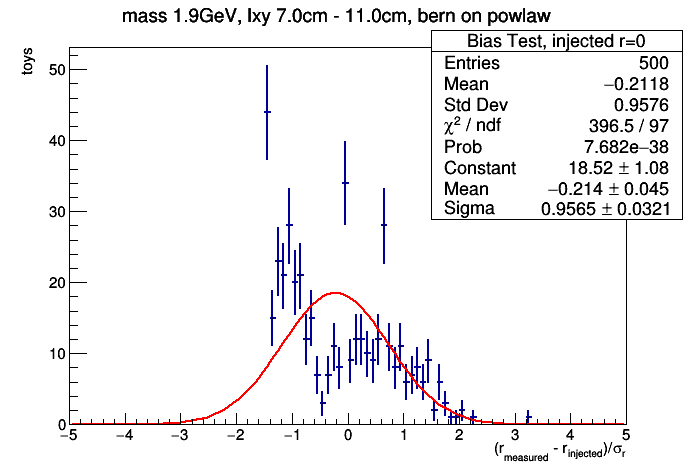 mass 1.9GeV, lxy 7.0cm - 11.0cm, bern on powlaw
toys
Bias Test, injected r=0
Entries 500
Mean −0.2118
Std Dev 0.9576
χ² / ndf 396.5 / 97
Prob 7.682e−38
Constant 18.52 ± 1.08
Mean −0.214 ± 0.045
Sigma 0.9565 ± 0.0321
50
40
30
20
10
0
−5 −4 −3 −2 −1 0 1 2 3 4 5
(r_measured - r_injected)/σ_r